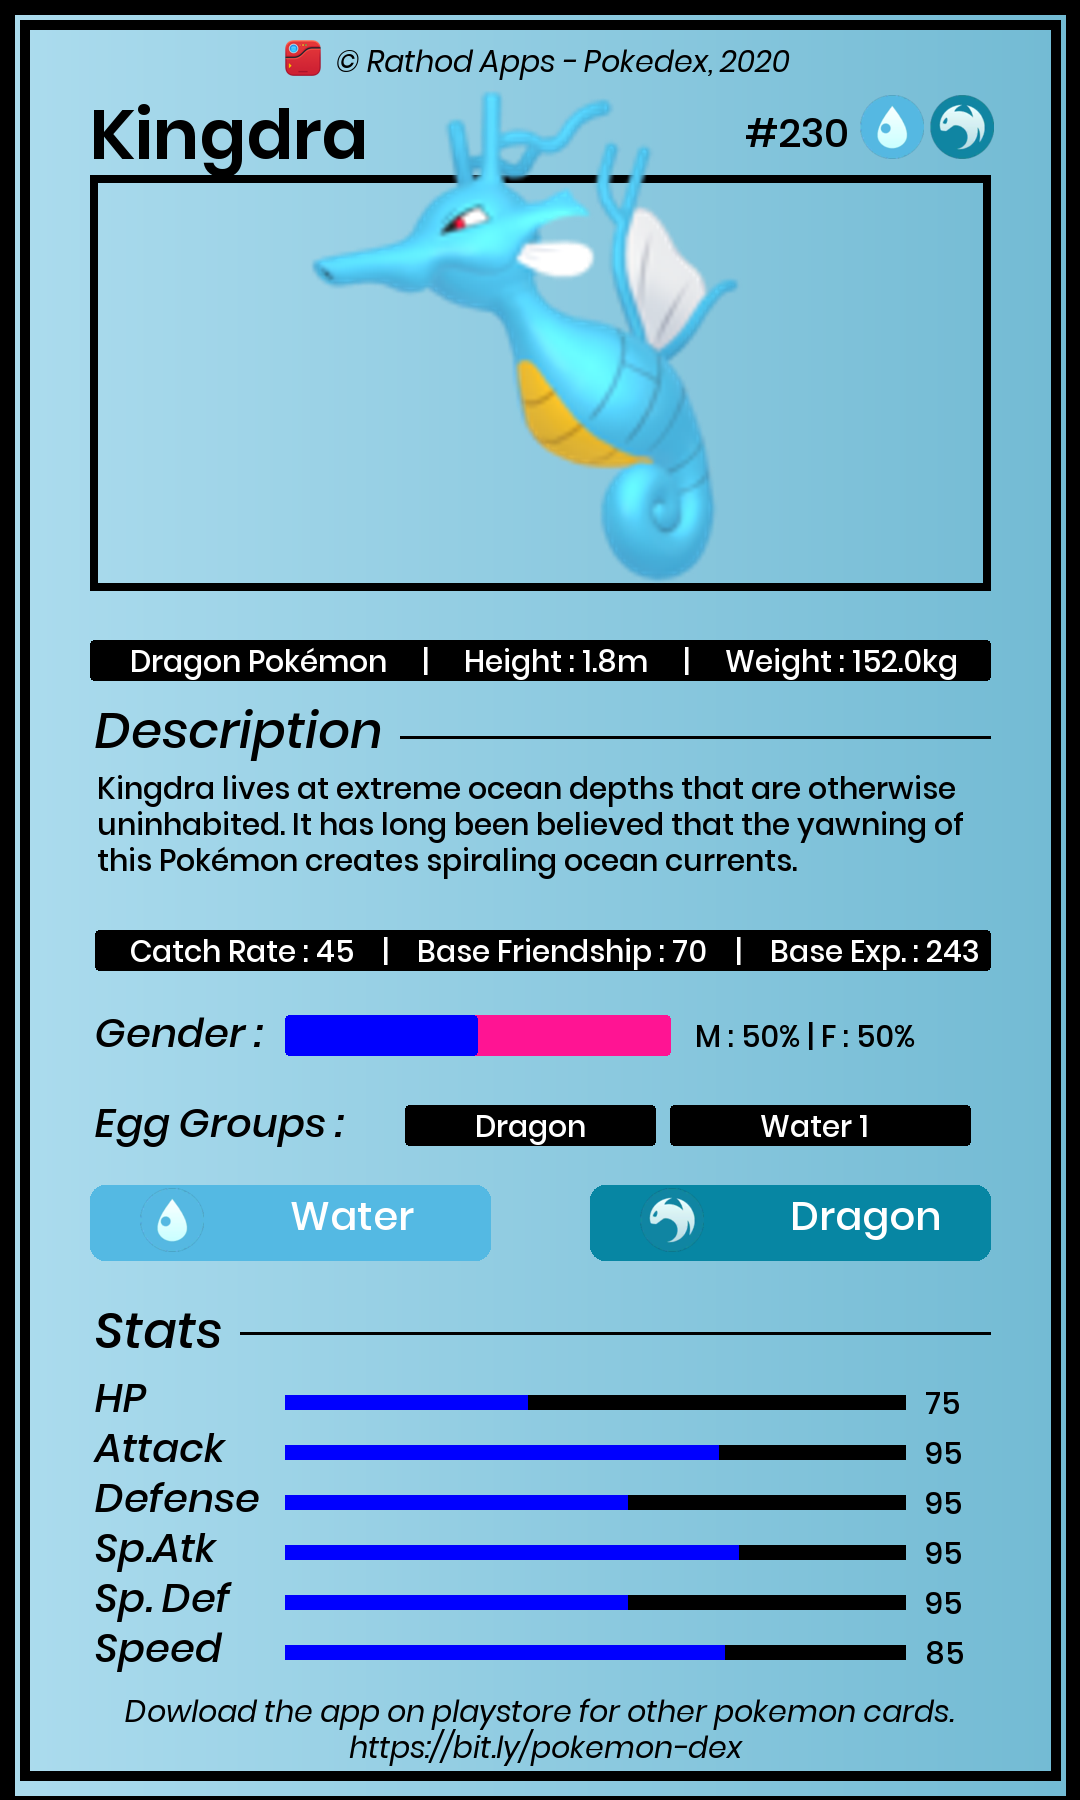 © Rathod Apps - Pokedex, 2020
Kingdra #230
Dragon Pokémon | Height : 1.8m | Weight : 152.0kg
Description
Kingdra lives at extreme ocean depths that are otherwise
uninhabited. It has long been believed that the yawning of
this Pokémon creates spiraling ocean currents.
Catch Rate : 45 | Base Friendship : 70 | Base Exp. : 243
Gender : M : 50% | F : 50%
Egg Groups : Dragon Water 1
Water Dragon
Stats
HP 75
Attack 95
Defense 95
Sp.Atk 95
Sp. Def 95
Speed 85
Dowload the app on playstore for other pokemon cards.
https://bit.ly/pokemon-dex